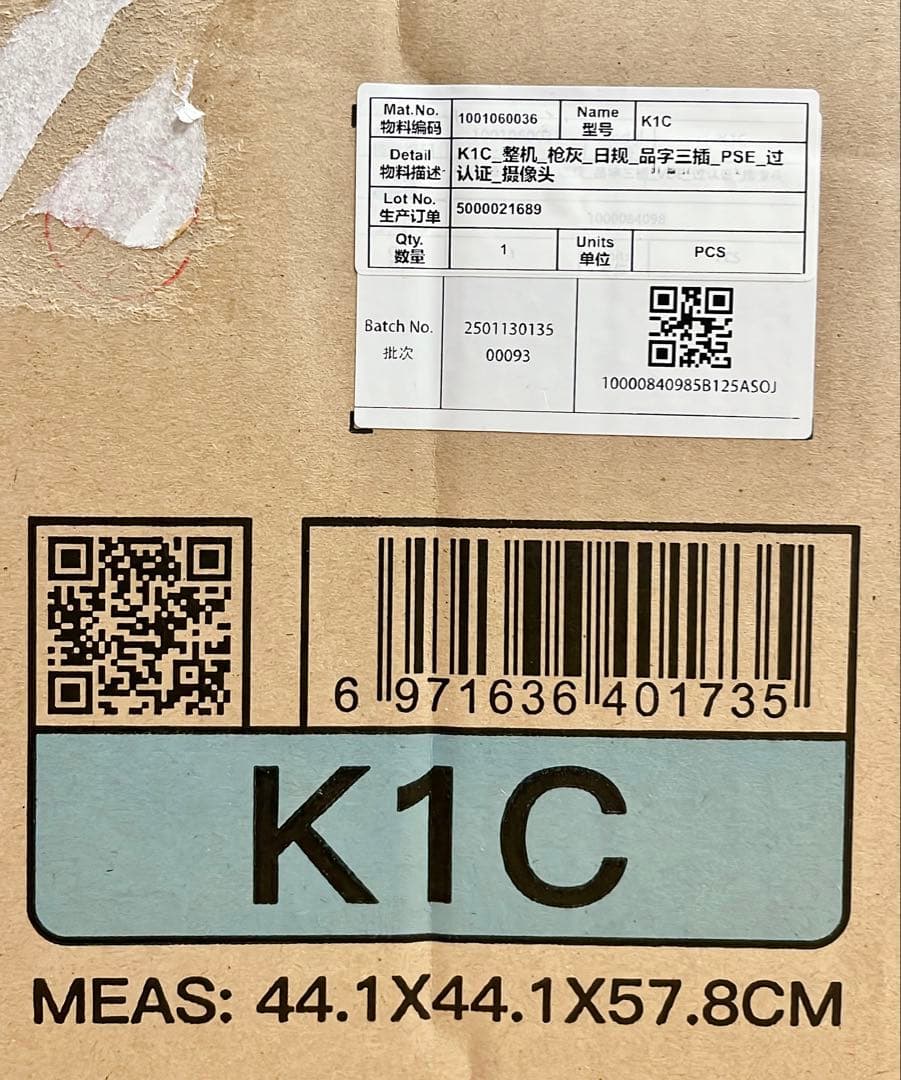 Mat.No. 1001060036 Name K1C
物料编码 型号
Detail K1C_整机_枪灰_日规_品字三插_PSE_过
物料描述 认证_摄像头
Lot No. 5000021689
生产订单
Qty. 1 Units PCS
数量 单位
Batch No. 2501130135
批次 00093
10000840985B125ASOJ
6 971636 401735
K1C
MEAS: 44.1X44.1X57.8CM